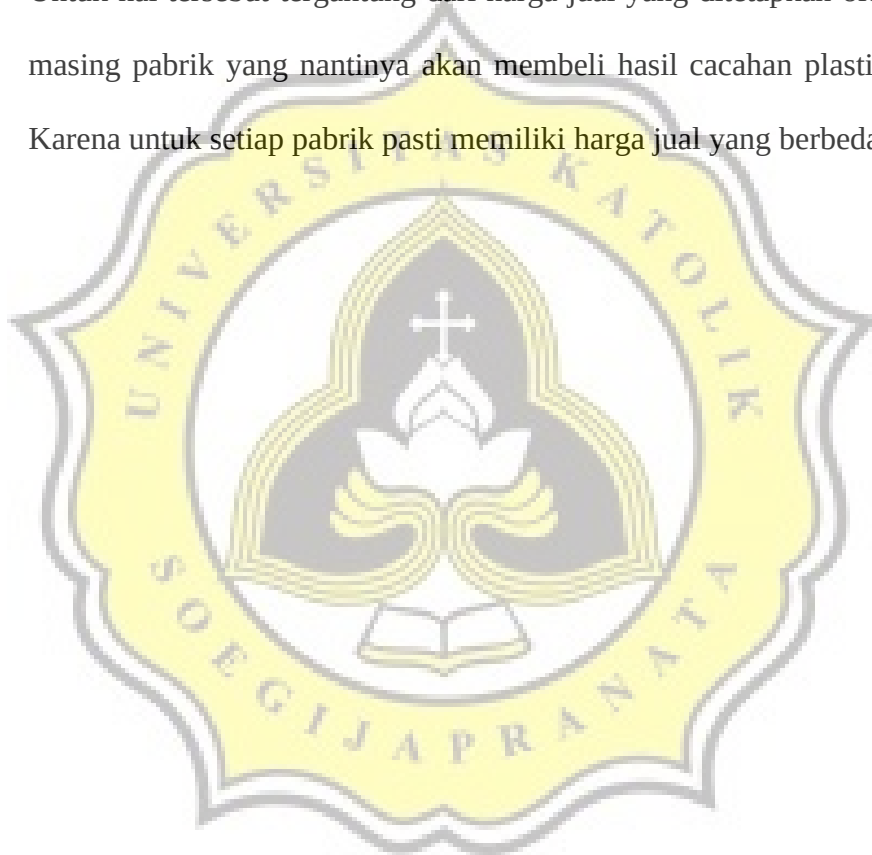 masing pabrik yang nantinya akan membeli hasil cacahan plasti
Karena untuk setiap pabrik pasti memiliki harga jual yang berbeda
UNIVERSITAS KATOLIK
SOEGIJAPRANATA